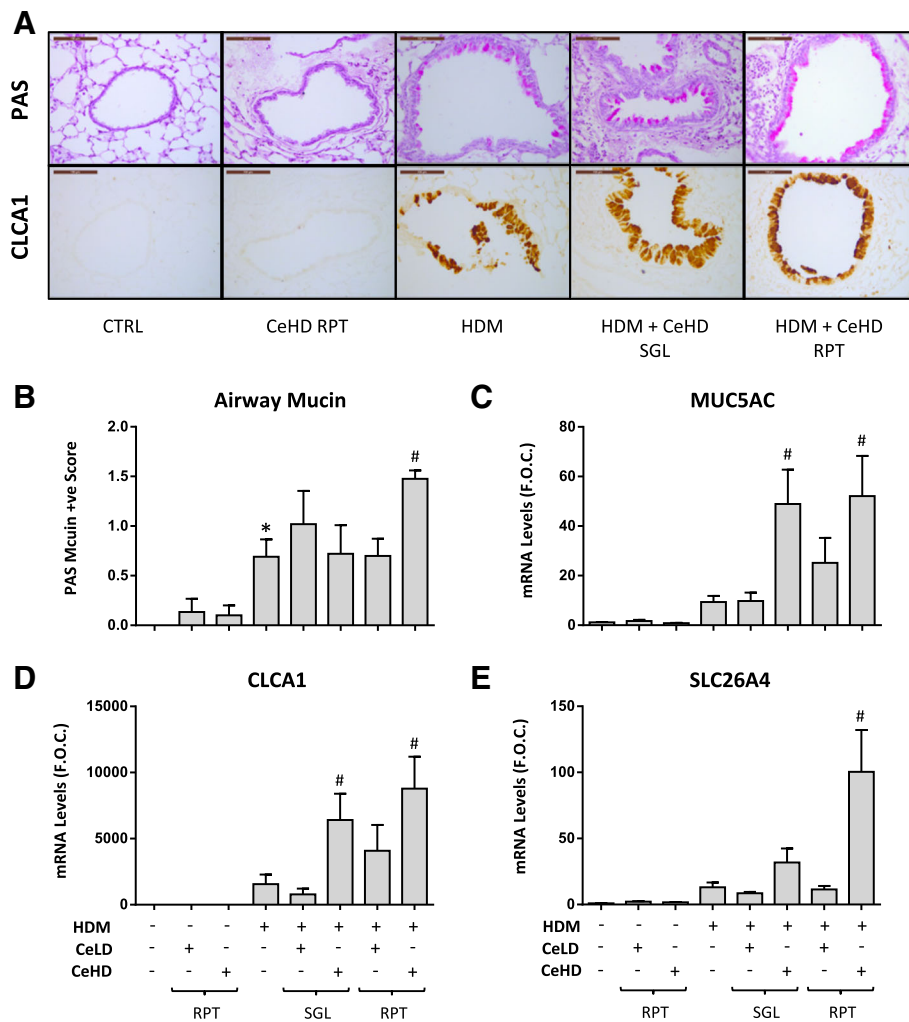 A
PAS
CLCA1
CTRL
CeHD RPT
HDM
HDM + CeHD
SGL
HDM + CeHD
RPT
B
Airway Mucin
PAS Mcuin +ve Score
2.0
1.5
1.0
0.5
0.0
*
#
C
MUC5AC
mRNA Levels (F.O.C.)
80
60
40
20
0
#
#
D
CLCA1
mRNA Levels (F.O.C.)
15000
10000
5000
0
#
#
HDM - - - + + + + +
CeLD - + - - + - + -
CeHD - - + - - + - +
RPT SGL RPT
E
SLC26A4
mRNA Levels (F.O.C.)
150
100
50
0
#
- - - + + + + + HDM
- + - - + - + - CeLD
- - + - - + - + CeHD
RPT SGL RPT